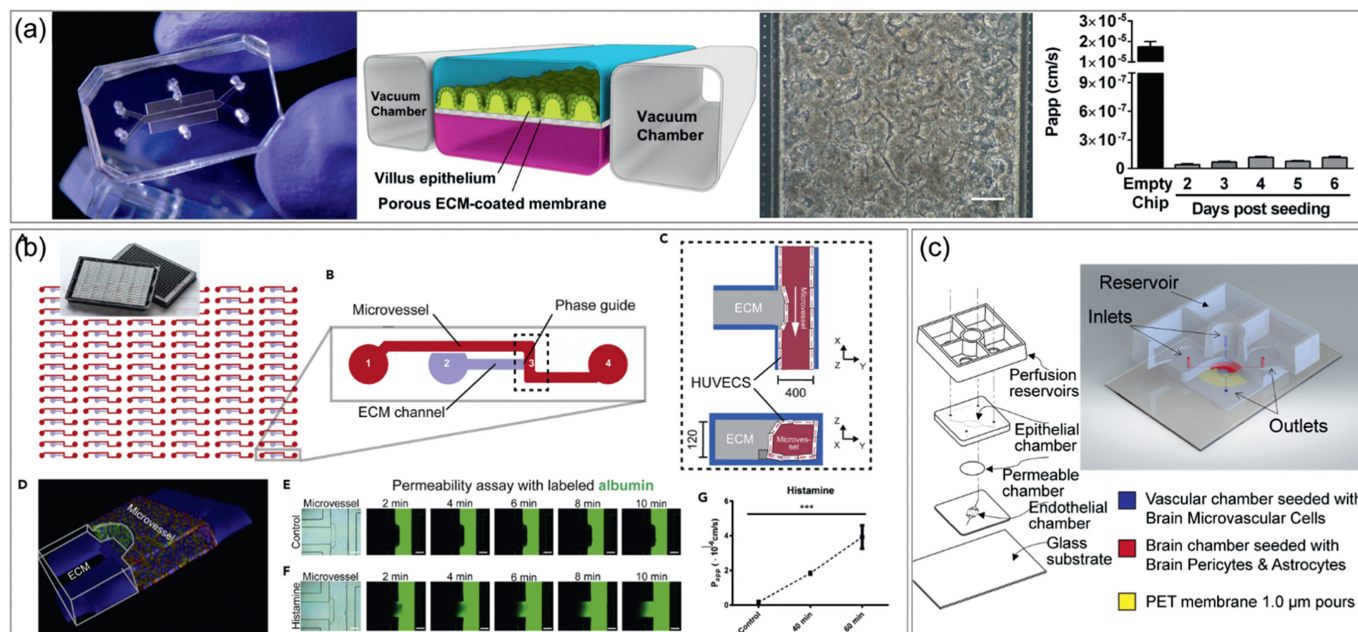 (a)
Vacuum
Chamber
Vacuum
Chamber
Villus epithelium
Porous ECM-coated membrane
Papp (cm/s)
3×10⁻⁵
2×10⁻⁵
1×10⁻⁵
9×10⁻⁷
6×10⁻⁷
3×10⁻⁷
0
Empty
Chip
2 3 4 5 6
Days post seeding
(b)
B
Microvessel
Phase guide
1
2
3
4
ECM channel
C
ECM
Microvessel
X
Z Y
HUVECS
400
120
ECM
Microves-
sel
Z
X Y
D
Microvessel
ECM
E
Permeability assay with labeled albumin
Microvessel 2 min 4 min 6 min 8 min 10 min
Control
F
Microvessel 2 min 4 min 6 min 8 min 10 min
Histamine
G
Histamine
***
6
4
2
0
Control
40 min
60 min
(c)
Reservoir
Inlets
Outlets
Perfusion
reservoirs
Epithelial
chamber
Permeable
chamber
Endothelial
chamber
Glass
substrate
Vascular chamber seeded with
Brain Microvascular Cells
Brain chamber seeded with
Brain Pericytes & Astrocytes
PET membrane 1.0 μm pours